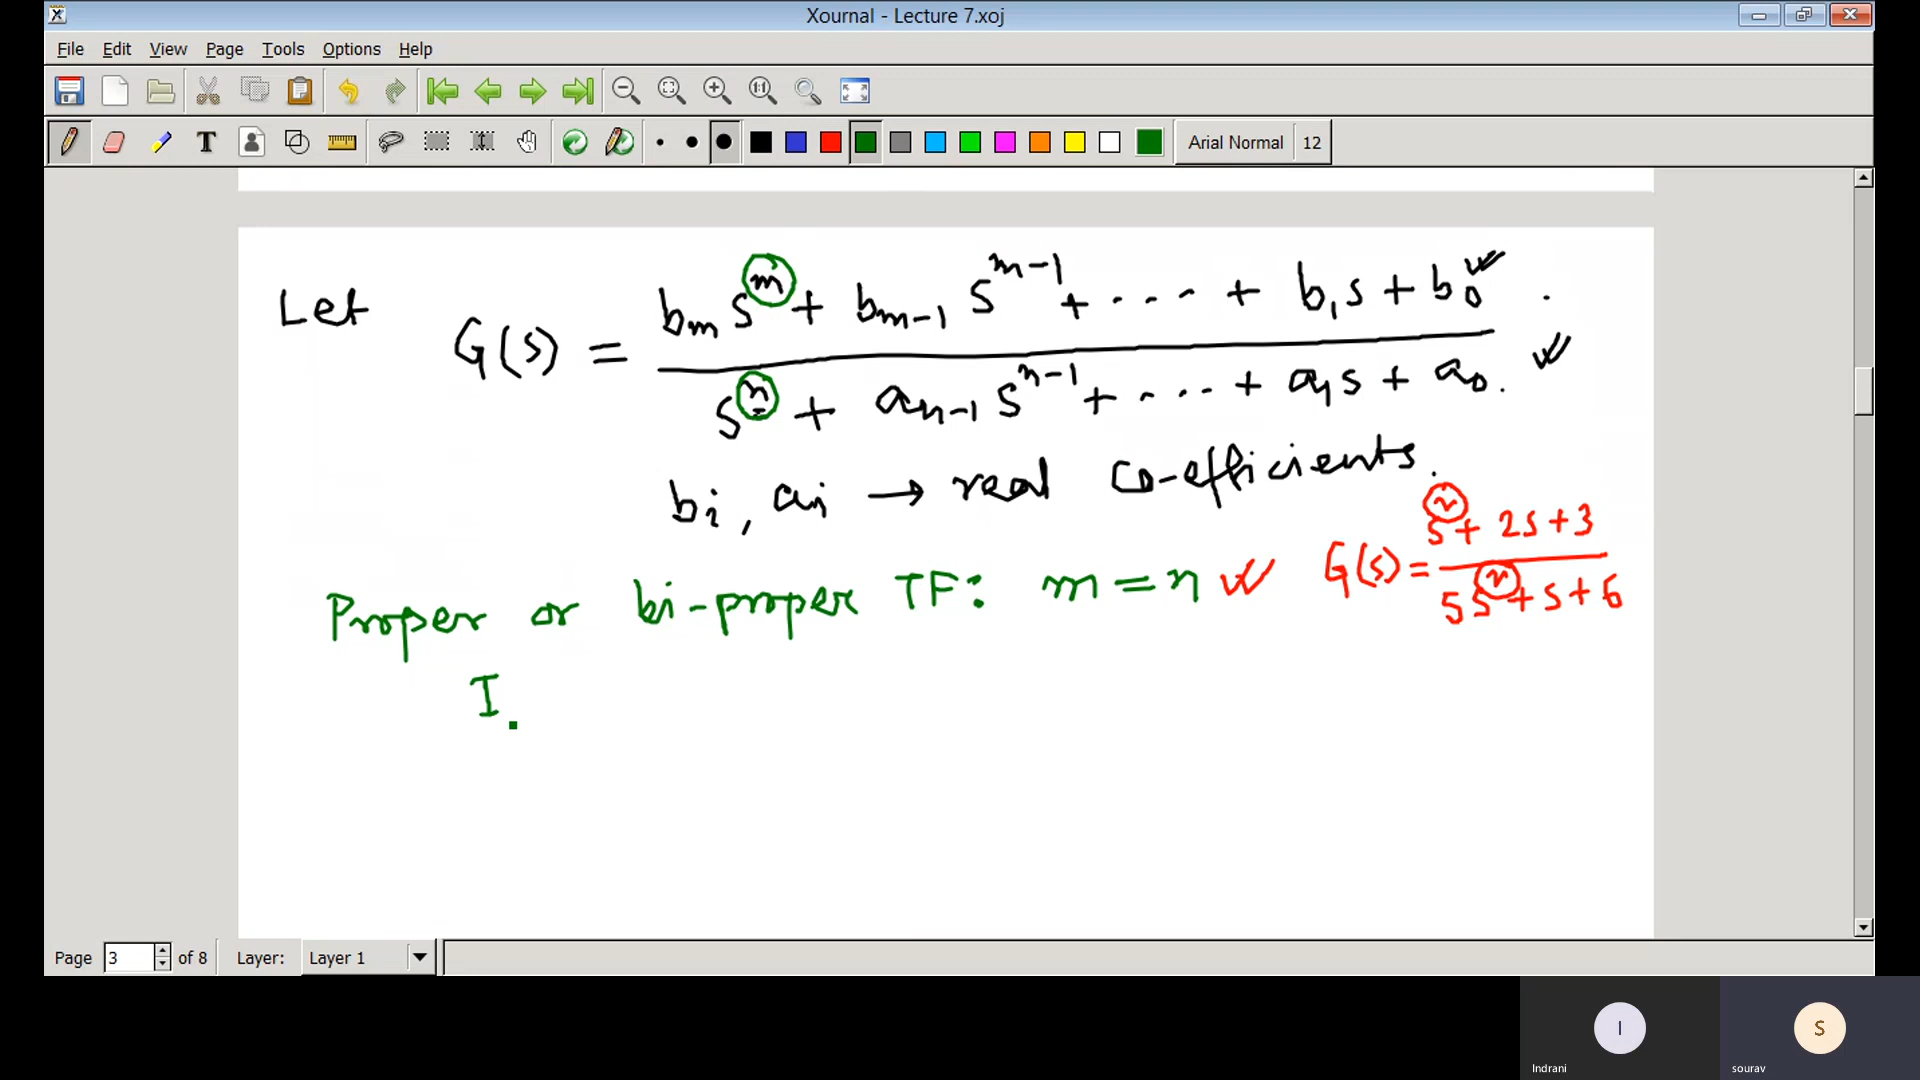 Xournal - Lecture 7.xoj
File Edit View Page Tools Options Help
Arial Normal 12
Let G(s) = (b_m s^m + b_{m-1} s^{m-1} + ---- + b_1 s + b_0) / (s^n + a_{n-1} s^{n-1} + ---- + a_1 s + a_0)
b_i, a_i → real co-efficients.
Proper or bi-proper TF: m = n
G(s) = (s^2 + 2s + 3) / (5s^2 + s + 6)
I
Page 3 of 8 Layer: Layer 1
I S
Indrani sourav